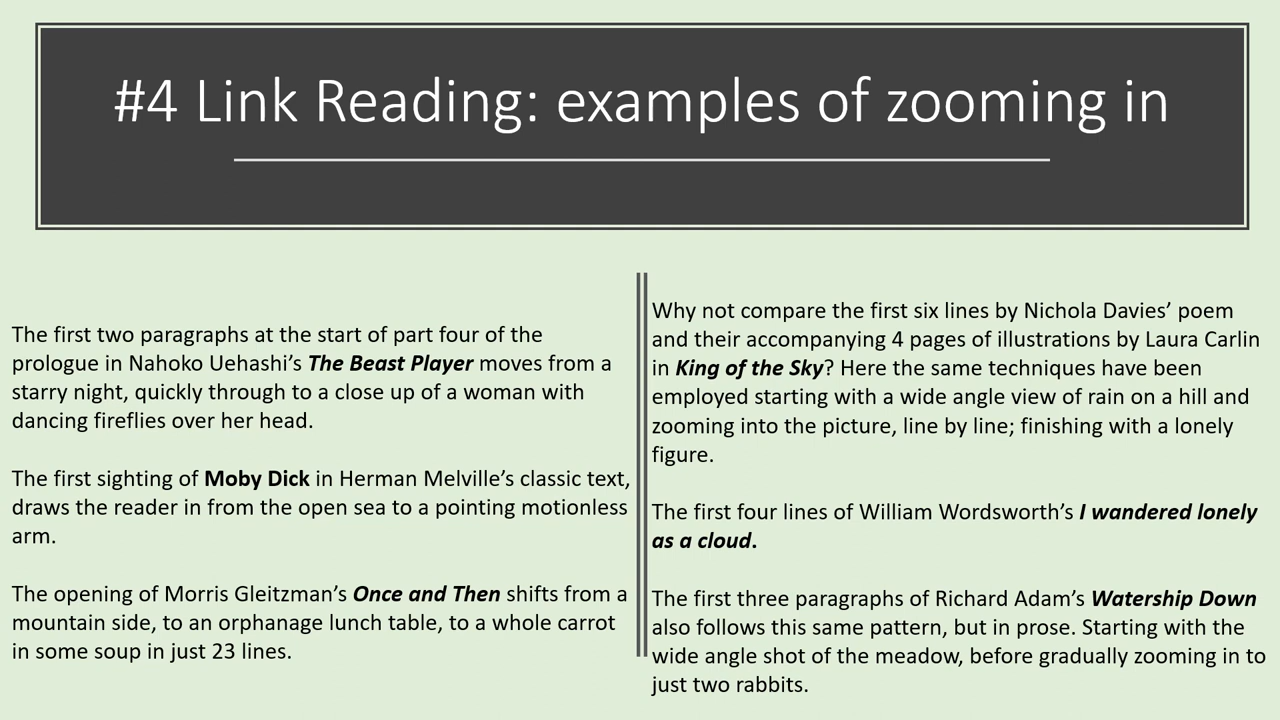 #4 Link Reading: examples of zooming in
The first two paragraphs at the start of part four of the
prologue in Nahoko Uehashi’s The Beast Player moves from a
starry night, quickly through to a close up of a woman with
dancing fireflies over her head.
The first sighting of Moby Dick in Herman Melville’s classic text,
draws the reader in from the open sea to a pointing motionless
arm.
The opening of Morris Gleitzman’s Once and Then shifts from a
mountain side, to an orphanage lunch table, to a whole carrot
in some soup in just 23 lines.
Why not compare the first six lines by Nichola Davies’ poem
and their accompanying 4 pages of illustrations by Laura Carlin
in King of the Sky? Here the same techniques have been
employed starting with a wide angle view of rain on a hill and
zooming into the picture, line by line; finishing with a lonely
figure.
The first four lines of William Wordsworth’s I wandered lonely
as a cloud.
The first three paragraphs of Richard Adam’s Watership Down
also follows this same pattern, but in prose. Starting with the
wide angle shot of the meadow, before gradually zooming in to
just two rabbits.